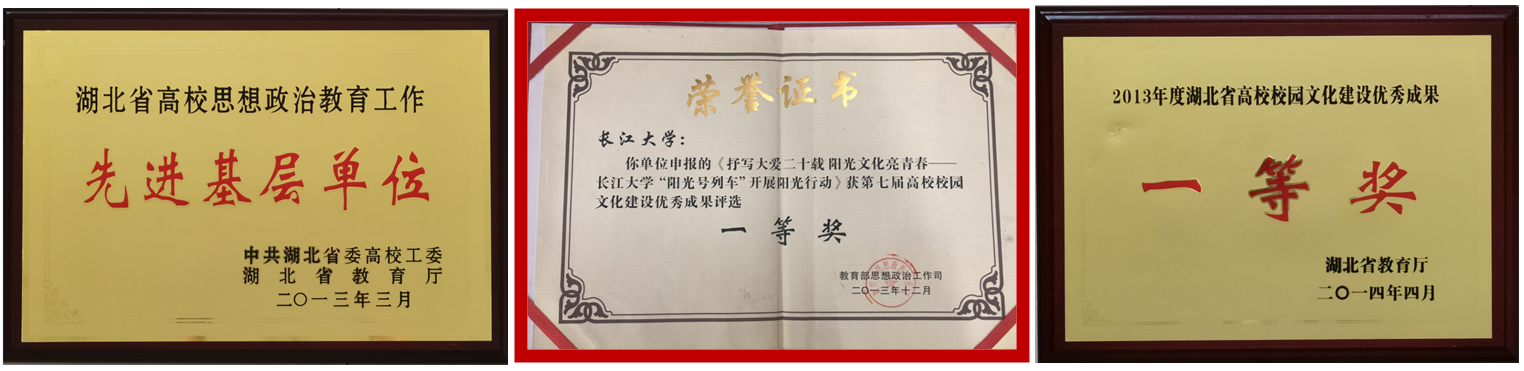 湖北省高校思想政治教育工作
先进基层单位
中共湖北省委高校工委
湖北省教育厅
二〇一三年三月
荣誉证书
长江大学：
你单位申报的《抒写大爱二十载 阳光文化亮青春——
长江大学“阳光号列车”开展阳光行动》获第七届高校校园
文化建设优秀成果评选
一等奖
教育部思想政治工作司
二〇一三年十二月
2013年度湖北省高校校园文化建设优秀成果
一等奖
湖北省教育厅
二〇一四年四月